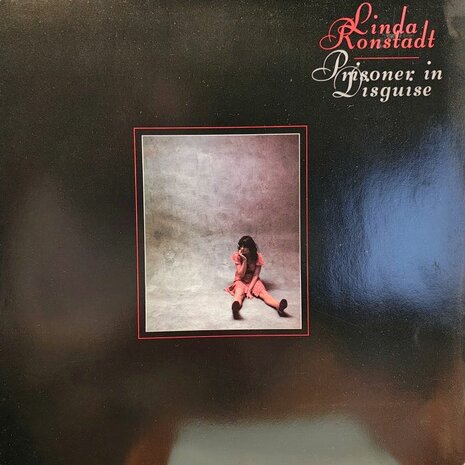 Linda
Ronstadt
Prisoner in
Disguise